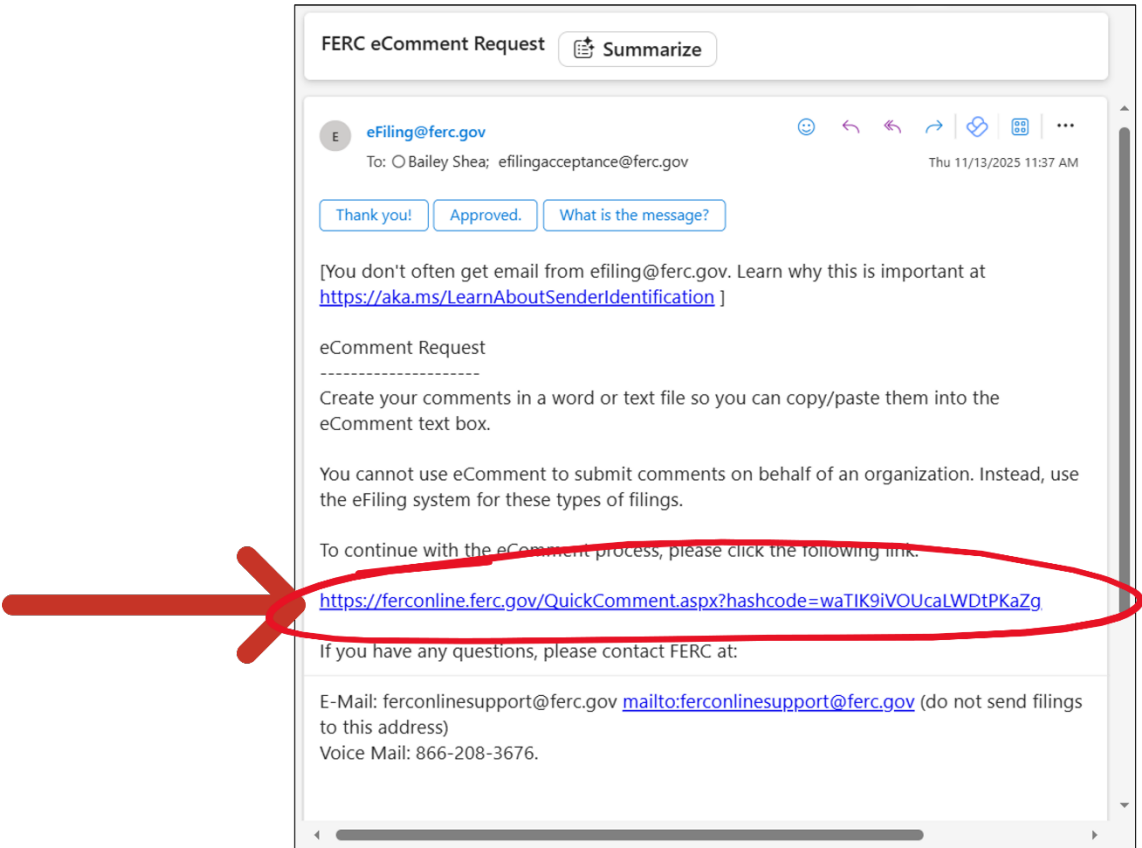 FERC eComment Request
Summarize
E
eFiling@ferc.gov
To: Bailey Shea; efilingacceptance@ferc.gov
Thu 11/13/2025 11:37 AM
Thank you!
Approved.
What is the message?
[You don't often get email from efiling@ferc.gov. Learn why this is important at
https://aka.ms/LearnAboutSenderIdentification ]
eComment Request
---------------------
Create your comments in a word or text file so you can copy/paste them into the
eComment text box.
You cannot use eComment to submit comments on behalf of an organization. Instead, use
the eFiling system for these types of filings.
To continue with the eComment process, please click the following link.
https://ferconline.ferc.gov/QuickComment.aspx?hashcode=waTIK9iVOUcaLWDtPKaZg
If you have any questions, please contact FERC at:
E-Mail: ferconlinesupport@ferc.gov mailto:ferconlinesupport@ferc.gov (do not send filings
to this address)
Voice Mail: 866-208-3676.